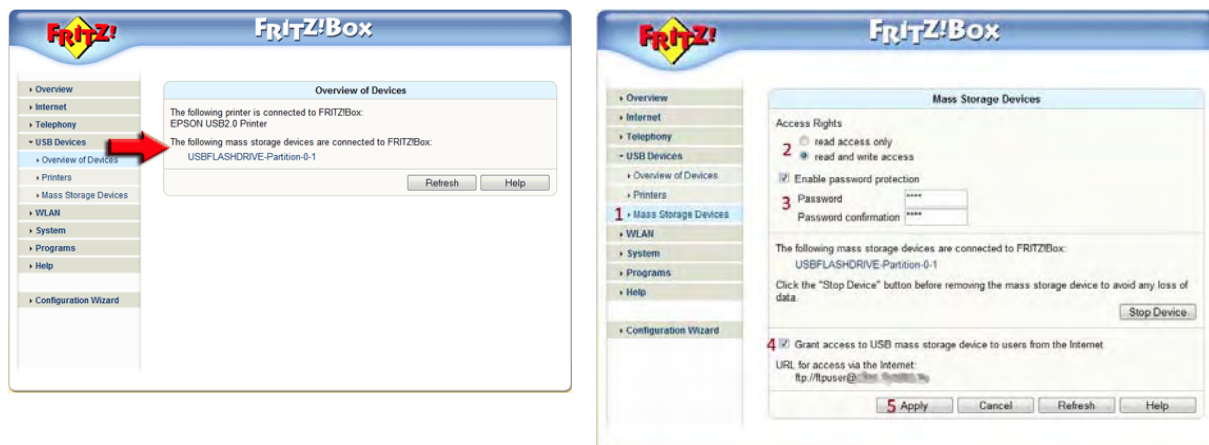 FRITZ!
FRITZ!Box
Overview
Internet
Telephony
USB Devices
Overview of Devices
Printers
Mass Storage Devices
WLAN
System
Programs
Help
Configuration Wizard
Overview of Devices
The following printer is connected to FRITZ!Box:
EPSON USB2.0 Printer
The following mass storage devices are connected to FRITZ!Box:
USBFLASHDRIVE-Partition-0-1
Refresh Help
FRITZ!
FRITZ!Box
Overview
Internet
Telephony
USB Devices
Overview of Devices
Printers
1 Mass Storage Devices
WLAN
System
Programs
Help
Configuration Wizard
Mass Storage Devices
Access Rights
2 read access only
read and write access
Enable password protection
3 Password ****
Password confirmation ****
The following mass storage devices are connected to FRITZ!Box:
USBFLASHDRIVE-Partition-0-1
Click the "Stop Device" button before removing the mass storage device to avoid any loss of
data.
Stop Device
4 Grant access to USB mass storage device to users from the Internet
URL for access via the Internet:
ftp://ftpuser@
5 Apply Cancel Refresh Help